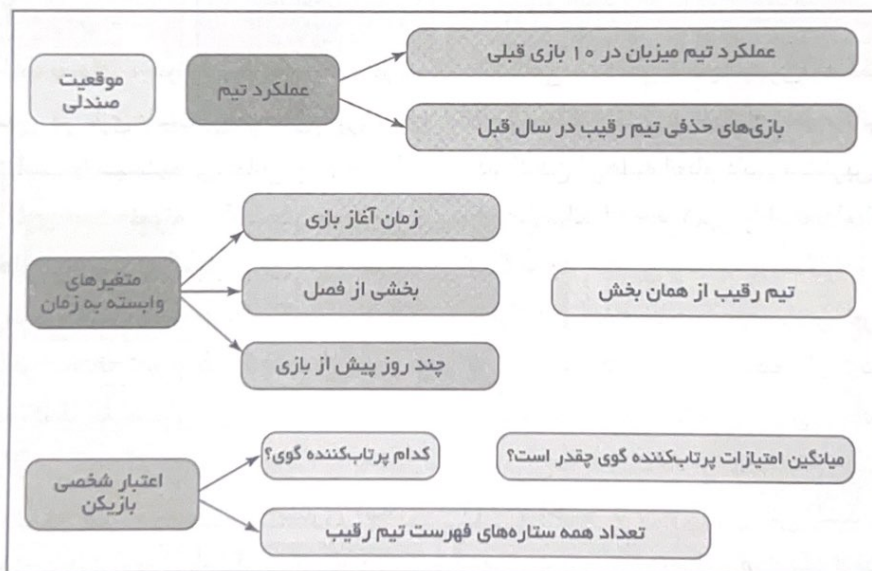 موقعیت
صندلی
عملکرد تیم
عملکرد تیم میزبان در ۱۰ بازی قبلی
بازی‌های حذفی تیم رقیب در سال قبل
متغیرهای
وابسته به زمان
زمان آغاز بازی
بخشی از فصل
چند روز پیش از بازی
تیم رقیب از همان بخش
اعتبار شخصی
بازیکن
کدام پرتاب‌کننده گوی؟
میانگین امتیازات پرتاب‌کننده گوی چقدر است؟
تعداد همه ستاره‌های فهرست تیم رقیب